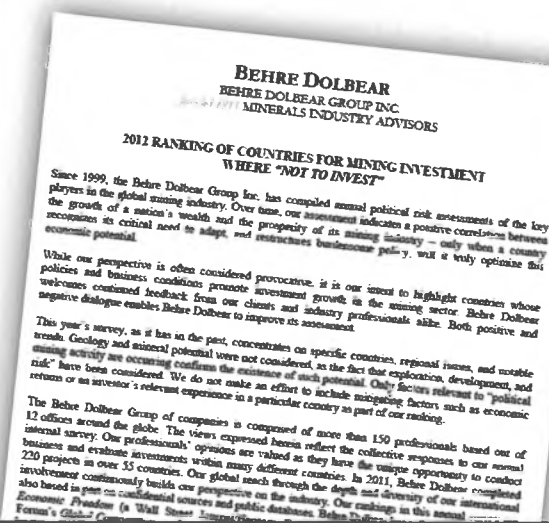 BEHRE DOLBEAR
BEHRE DOLBEAR GROUP INC.
MINERALS INDUSTRY ADVISORS
2012 RANKING OF COUNTRIES FOR MINING INVESTMENT
WHERE "NOT TO INVEST"
Since 1999, the Behre Dolbear Group Inc. has compiled annual political risk assessments of the key
players in the global mining industry. Over time, our assessment indicates a positive correlation between
the growth of a nation's wealth and the prosperity of its mining industry – only when a country
recognizes its critical need to adapt, and restructures burdensome policy, will it truly optimize this
economic potential.
While our perspective is often considered provocative, it is our intent to highlight countries whose
policies and business conditions promote investment growth in the mining sector. Behre Dolbear
welcomes continued feedback from our clients and industry professionals alike. Both positive and
negative dialogue enables Behre Dolbear to improve its assessment.
This year's survey, as it has in the past, concentrates on specific countries, regional issues, and notable
trends. Geology and mineral potential were not considered, as the fact that exploration, development, and
mining activity are occurring confirms the existence of such potential. Only factors relevant to "political
risk" have been considered. We do not make an effort to include mitigating factors such as economic
returns or an investor's relevant experience in a particular country as part of our ranking.
The Behre Dolbear Group of companies is comprised of more than 150 professionals based out of
12 offices around the globe. The views expressed herein reflect the collective responses to our annual
internal survey. Our professionals' opinions are valued as they have the unique opportunity to conduct
business and evaluate investments within many different countries. In 2011, Behre Dolbear completed
220 projects in over 55 countries. Our global reach through the depth and diversity of our professional
involvement continuously builds our perspective on the industry. Our rankings in this annual survey
also based in part on confidential sources and public databases. Behre Dolbear
Economic Freedom (a Wall Street
Forum's Global